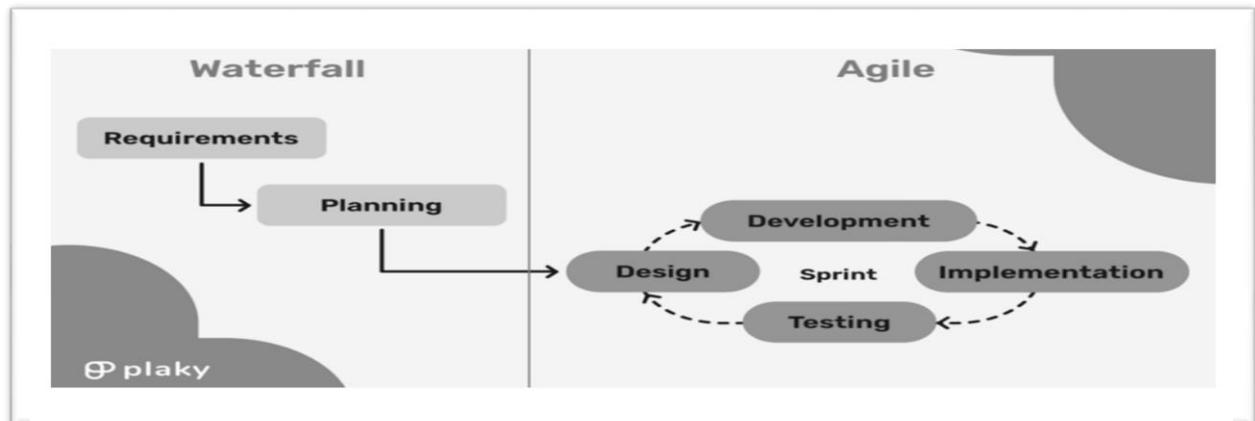 Waterfall
Agile
Requirements
Planning
Development
Design
Sprint
Implementation
Testing
plaky